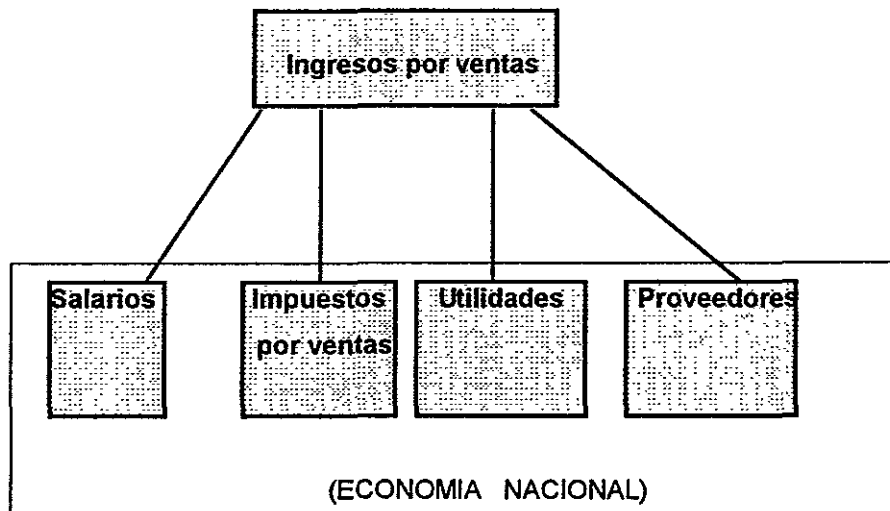 Ingresos por ventas
Salarios
Impuestos
por ventas
Utilidades
Proveedores
(ECONOMIA NACIONAL)